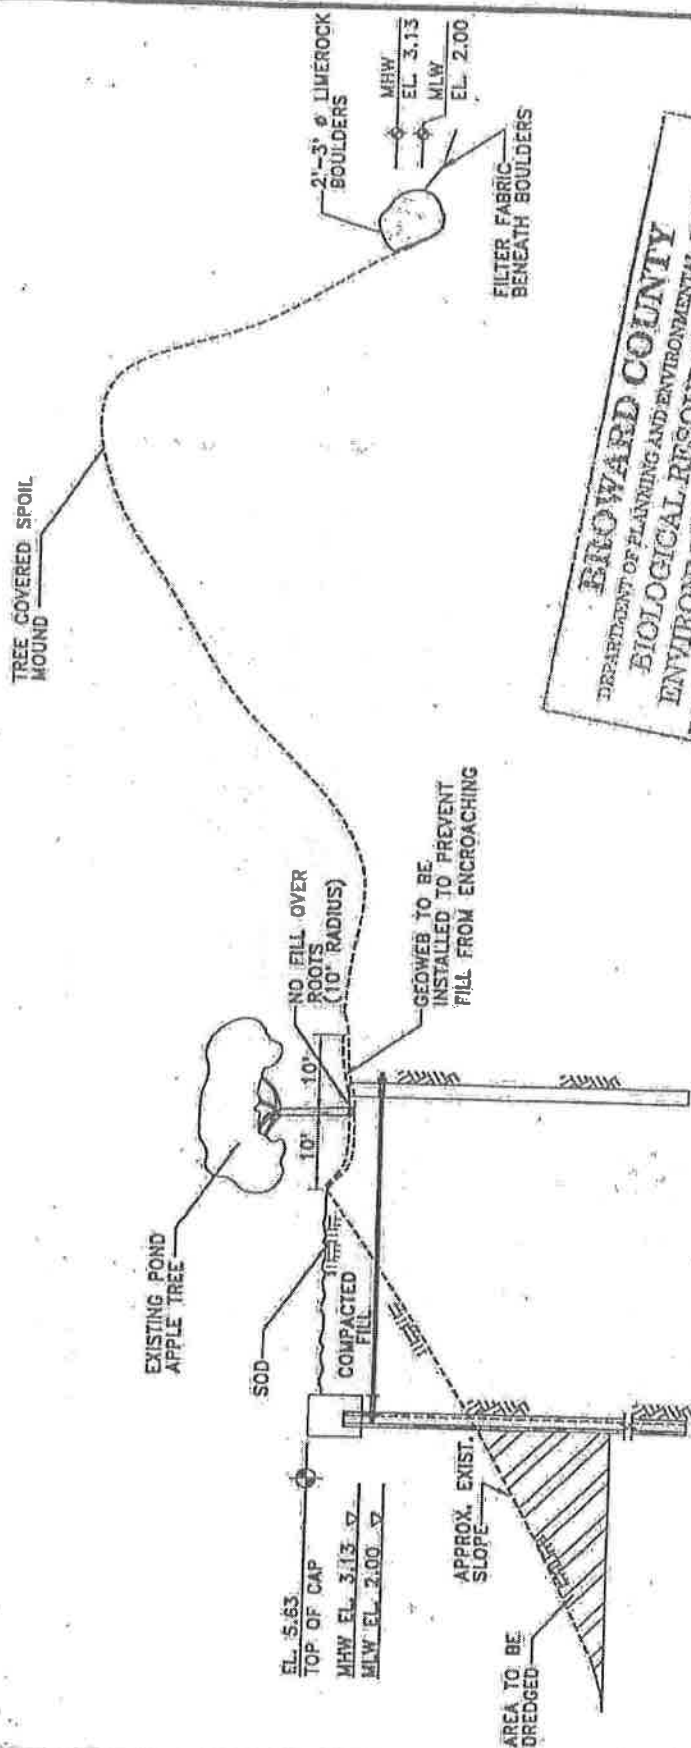 TREE COVERED SPOIL
MOUND
2'-3' ø LIMEROCK
BOULDERS
MHW
EL. 3.13
MLW
EL. 2.00
FILTER FABRIC
BENEATH BOULDERS
EXISTING POND
APPLE TREE
NO FILL OVER
ROOTS
(10' RADIUS)
10'
10'
SOD
COMPACTED
FILL
GEOWEB TO BE
INSTALLED TO PREVENT
FILL FROM ENCROACHING
EL. 5.63
TOP OF CAP
MHW EL. 3.13
MLW EL. 2.00
APPROX. EXIST.
SLOPE
AREA TO BE
DREDGED
BROWARD COUNTY
DEPARTMENT OF PLANNING AND ENVIRONMENTAL
BIOLOGICAL